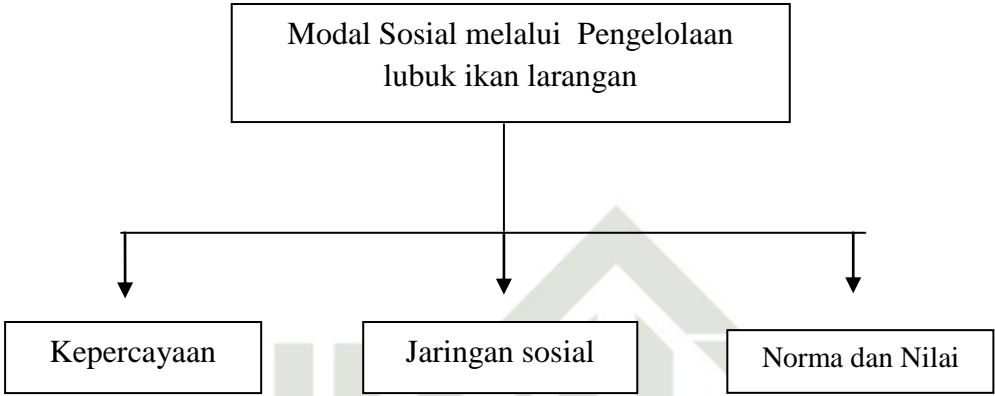 Modal Sosial melalui Pengelolaan
lubuk ikan larangan
Kepercayaan
Jaringan sosial
Norma dan Nilai